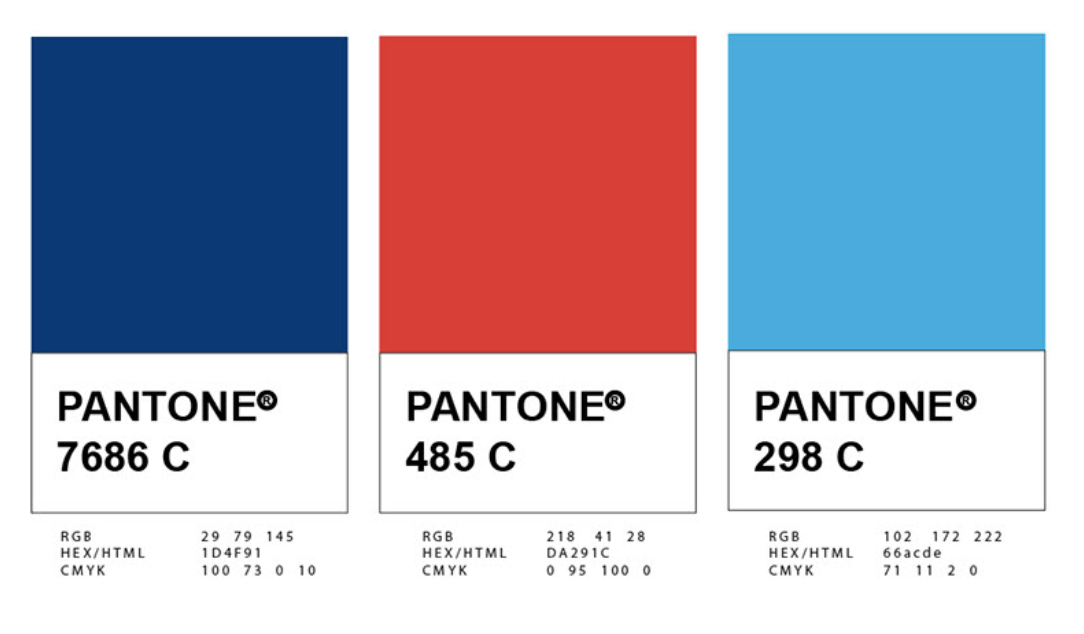 PANTONE®
7686 C
RGB 29 79 145
HEX/HTML 1D4F91
CMYK 100 73 0 10
PANTONE®
485 C
RGB 218 41 28
HEX/HTML DA291C
CMYK 0 95 100 0
PANTONE®
298 C
RGB 102 172 222
HEX/HTML 66acde
CMYK 71 11 2 0